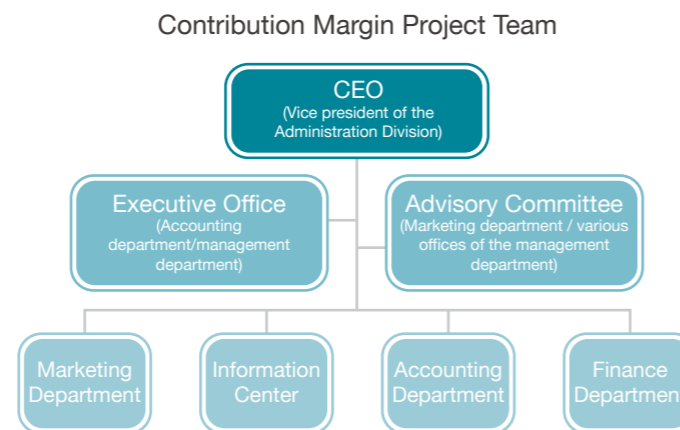 Contribution Margin Project Team
CEO
(Vice president of the
Administration Division)
Executive Office
(Accounting
department/management
department)
Advisory Committee
(Marketing department / various
offices of the management
department)
Marketing
Department
Information
Center
Accounting
Department
Finance
Department